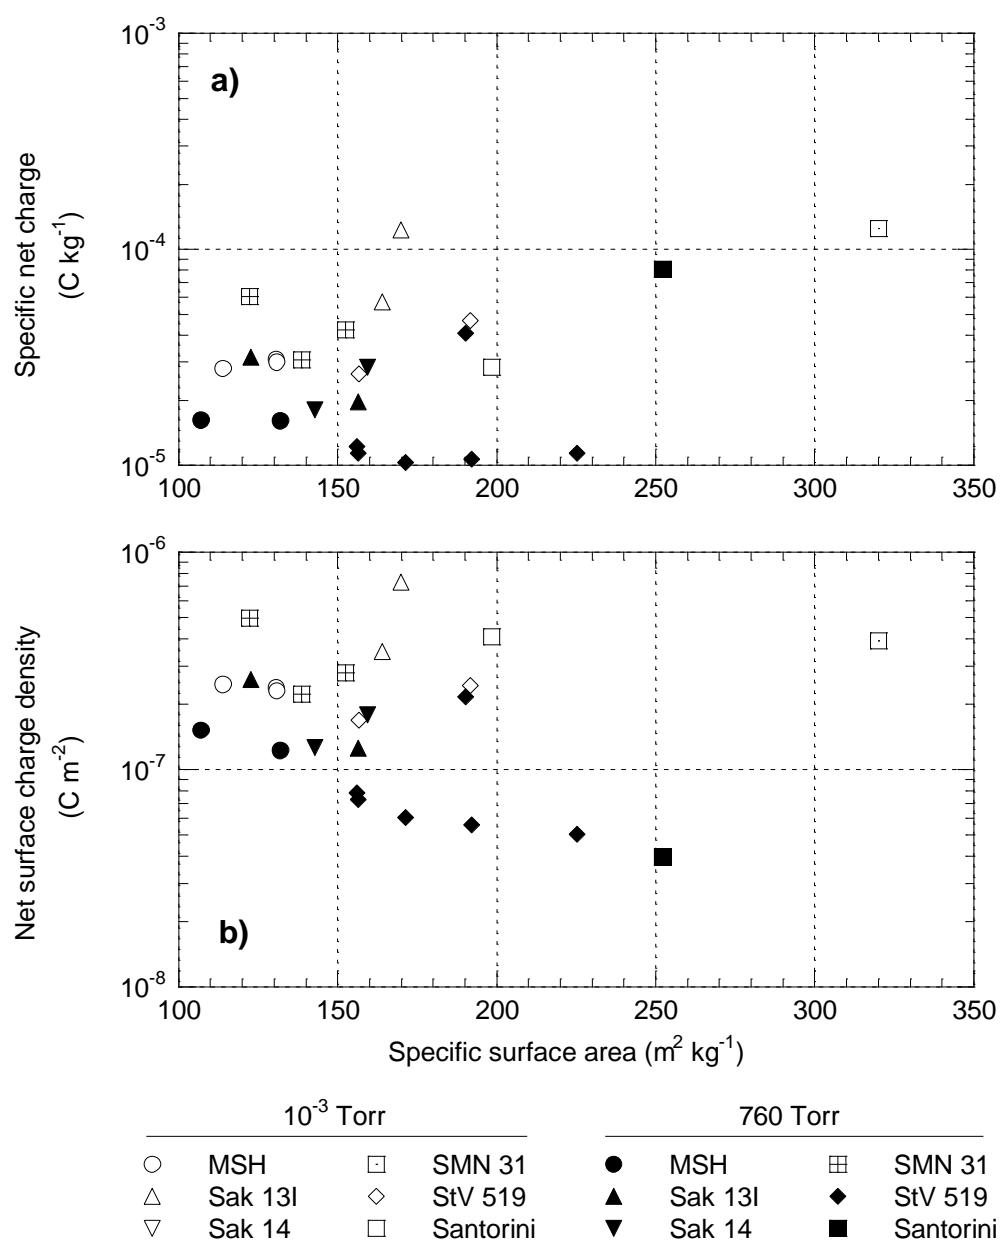 a)
Specific net charge
(C kg⁻¹)
10⁻³
10⁻⁴
10⁻⁵
100 150 200 250 300 350
b)
Net surface charge density
(C m⁻²)
10⁻⁶
10⁻⁷
10⁻⁸
100 150 200 250 300 350
Specific surface area (m² kg⁻¹)
10⁻³ Torr 760 Torr
MSH SMN 31 MSH SMN 31
Sak 13I StV 519 Sak 13I StV 519
Sak 14 Santorini Sak 14 Santorini